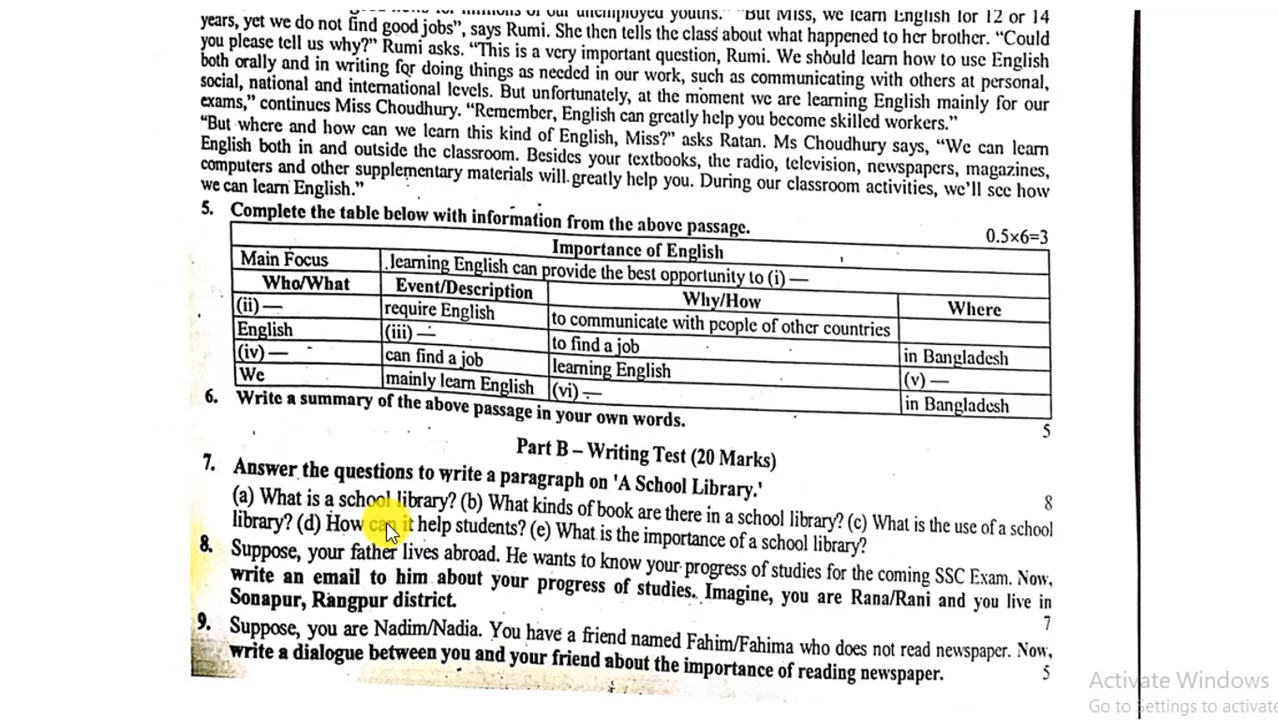 for millions of our unemployed youths." "But Miss, we learn English for 12 or 14
years, yet we do not find good jobs", says Rumi. She then tells the class about what happened to her brother. "Could
you please tell us why?" Rumi asks. "This is a very important question, Rumi. We should learn how to use English
both orally and in writing for doing things as needed in our work, such as communicating with others at personal,
social, national and international levels. But unfortunately, at the moment we are learning English mainly for our
exams," continues Miss Choudhury. "Remember, English can greatly help you become skilled workers."
"But where and how can we learn this kind of English, Miss?" asks Ratan. Ms Choudhury says, "We can learn
English both in and outside the classroom. Besides your textbooks, the radio, television, newspapers, magazines,
computers and other supplementary materials will greatly help you. During our classroom activities, we'll see how
we can learn English."
5. Complete the table below with information from the above passage. 0.5×6=3
Importance of English
Main Focus learning English can provide the best opportunity to (i) —
Who/What Event/Description Why/How Where
(ii) — require English to communicate with people of other countries
English (iii) — to find a job in Bangladesh
(iv) — can find a job learning English (v) —
We mainly learn English (vi) — in Bangladesh
6. Write a summary of the above passage in your own words. 5
Part B – Writing Test (20 Marks)
7. Answer the questions to write a paragraph on 'A School Library.' 8
(a) What is a school library? (b) What kinds of book are there in a school library? (c) What is the use of a school
library? (d) How can it help students? (e) What is the importance of a school library?
8. Suppose, your father lives abroad. He wants to know your progress of studies for the coming SSC Exam. Now,
write an email to him about your progress of studies. Imagine, you are Rana/Rani and you live in
Sonapur, Rangpur district. 7
9. Suppose, you are Nadim/Nadia. You have a friend named Fahim/Fahima who does not read newspaper. Now,
write a dialogue between you and your friend about the importance of reading newspaper. 5
Activate Windows
Go to Settings to activate